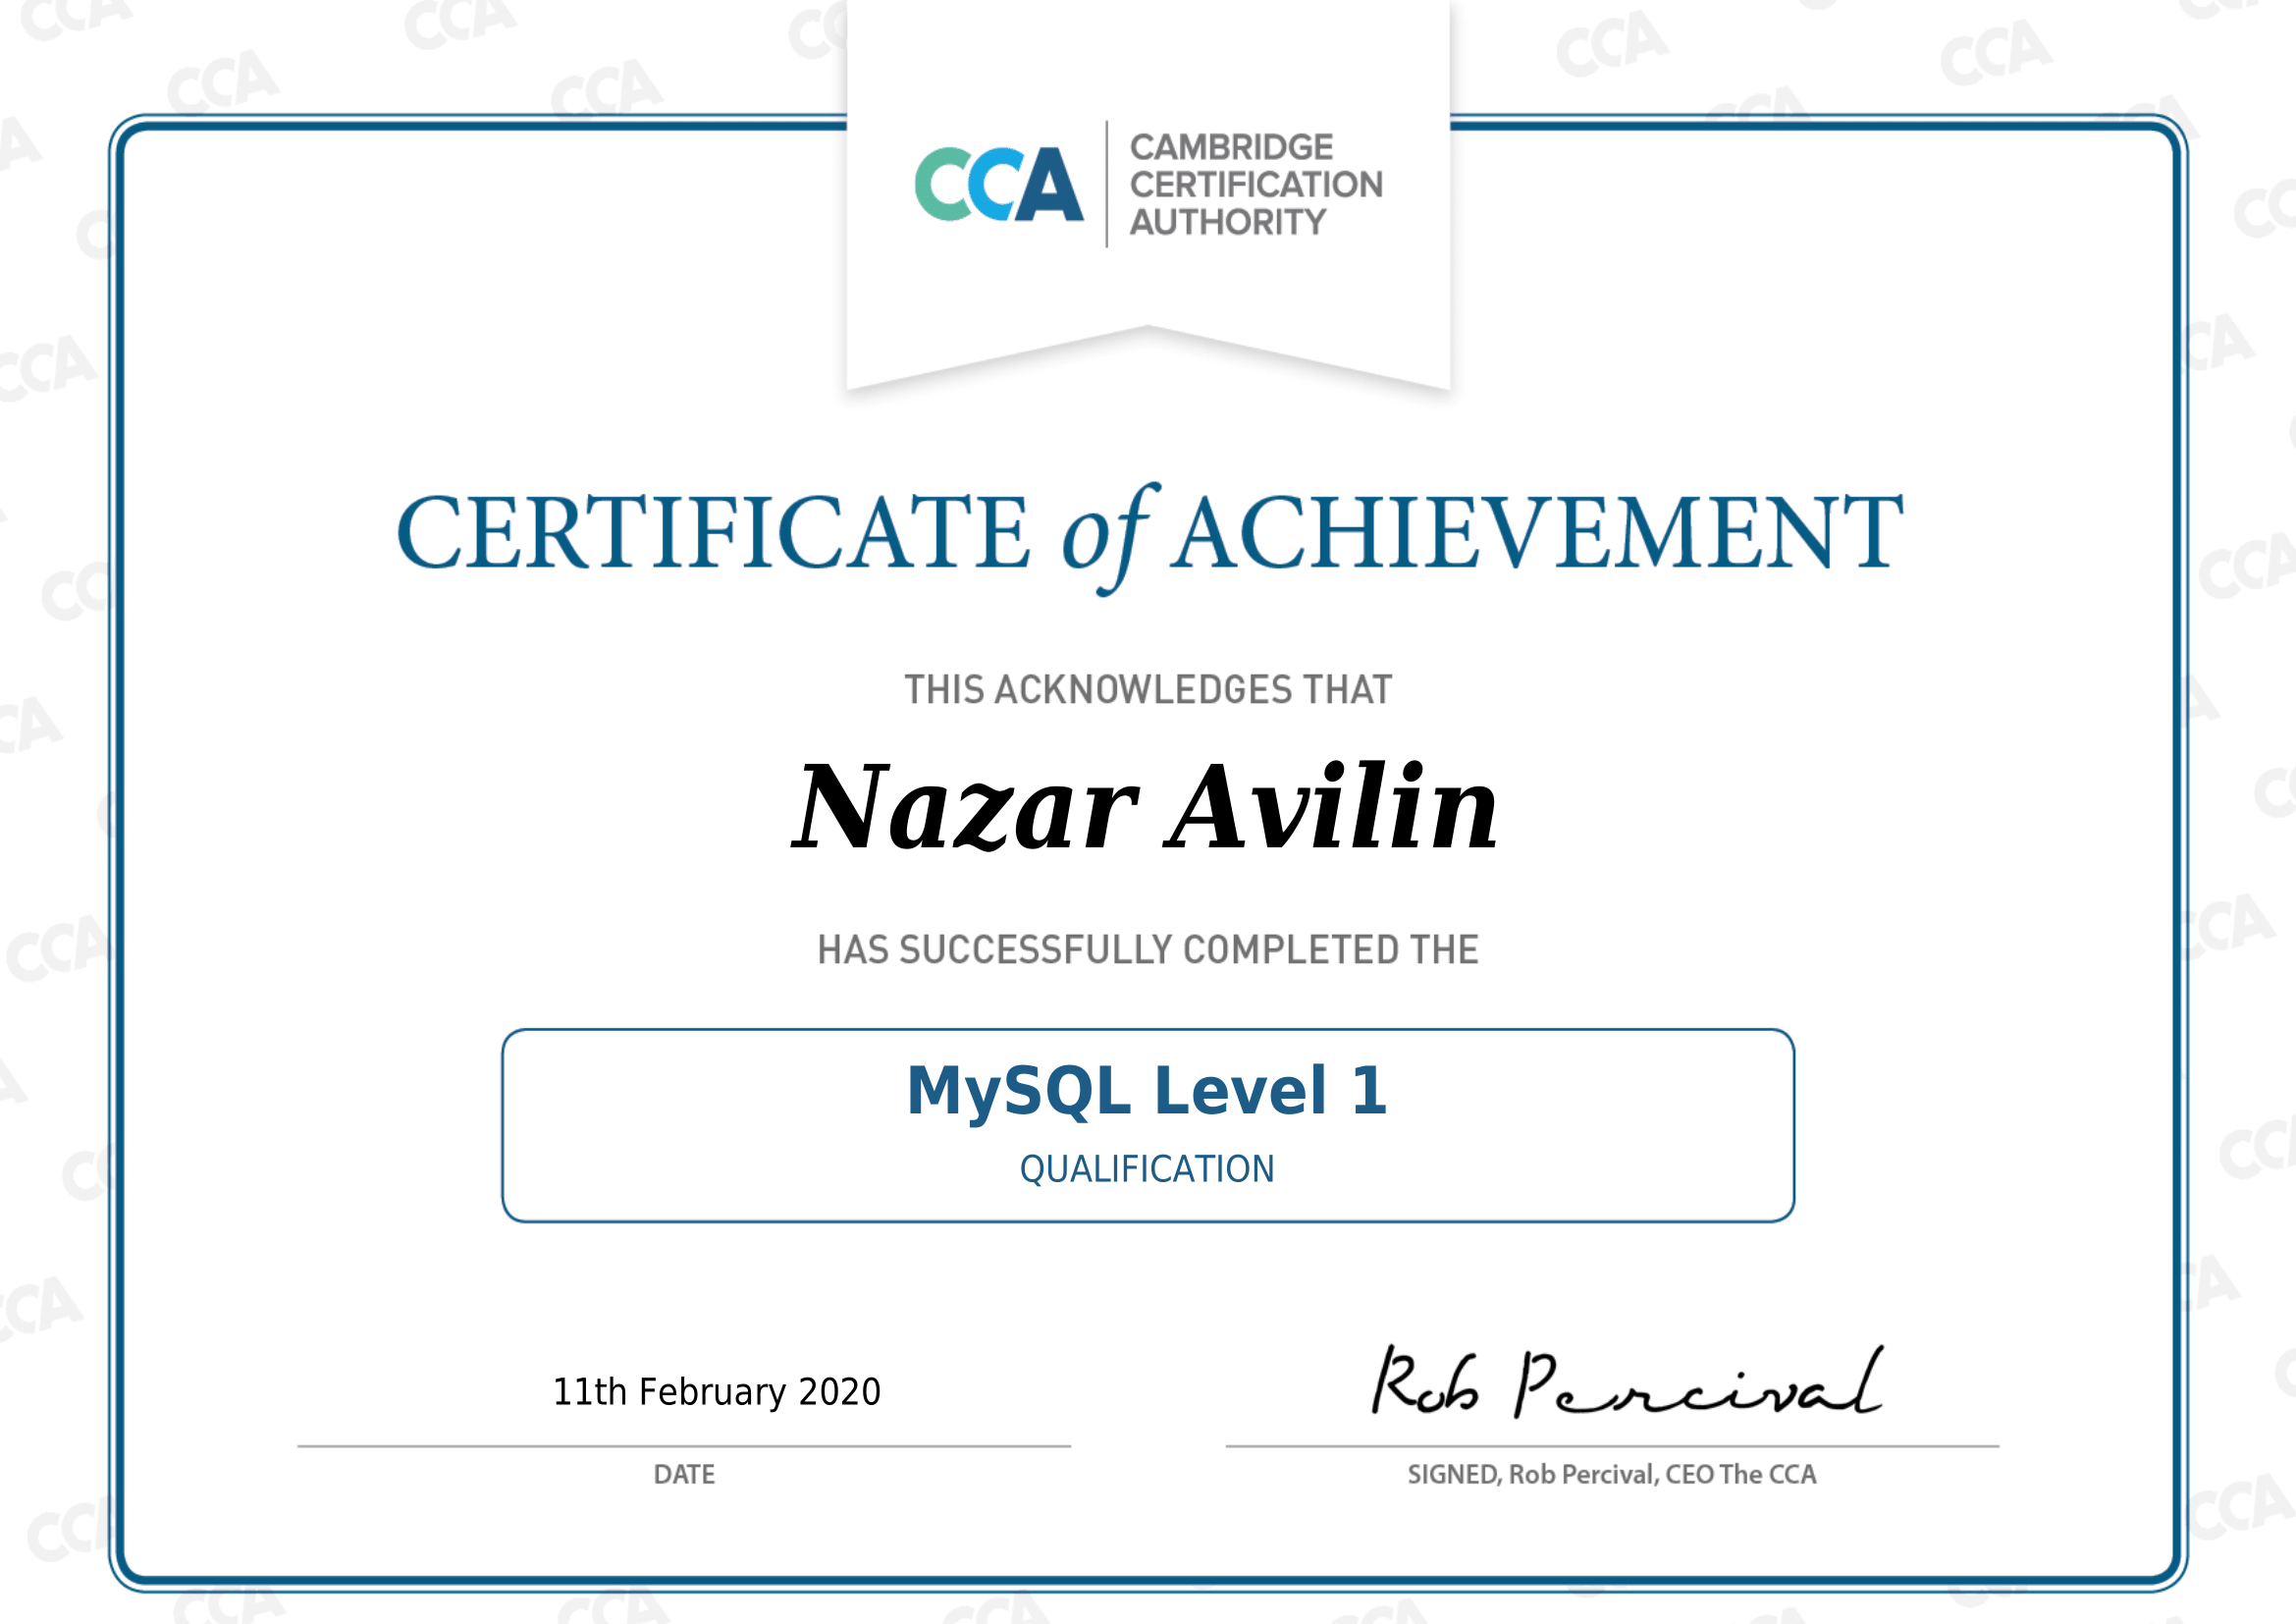 CCA
CAMBRIDGE
CERTIFICATION
AUTHORITY
CERTIFICATE of ACHIEVEMENT
THIS ACKNOWLEDGES THAT
Nazar Avilin
HAS SUCCESSFULLY COMPLETED THE
MySQL Level 1
QUALIFICATION
11th February 2020
DATE
Rob Percival
SIGNED, Rob Percival, CEO The CCA